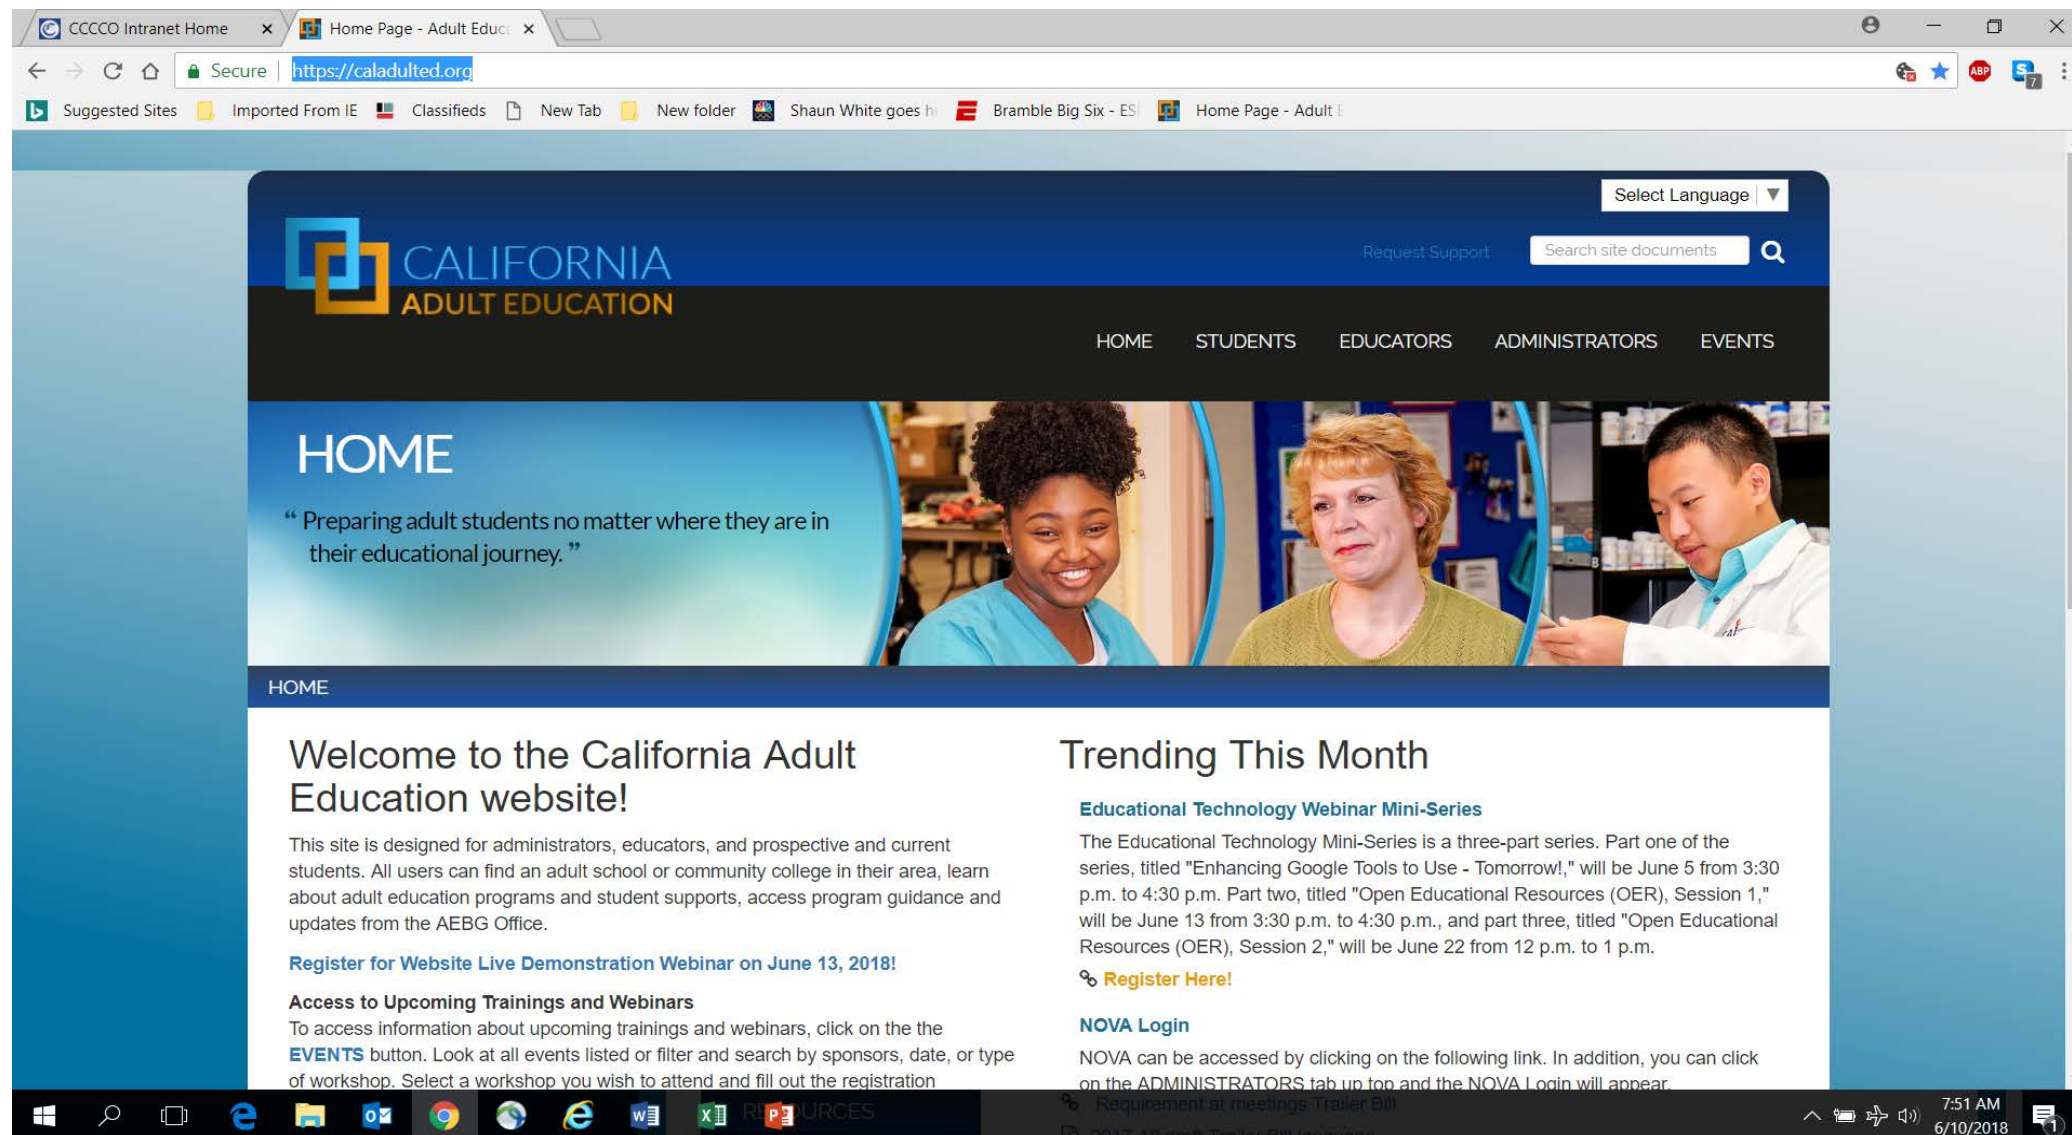 CCCCO Intranet Home
Home Page - Adult Educ
Secure
https://caladulted.org
ABP
S
7
Suggested Sites
Imported From IE
Classifieds
New Tab
New folder
Shaun White goes h
Bramble Big Six - ES
Home Page - Adult E
Select Language ▼
CALIFORNIA
ADULT EDUCATION
Request Support
Search site documents
HOME STUDENTS EDUCATORS ADMINISTRATORS EVENTS
HOME
“ Preparing adult students no matter where they are in
their educational journey. ”
HOME
Welcome to the California Adult
Education website!
This site is designed for administrators, educators, and prospective and current
students. All users can find an adult school or community college in their area, learn
about adult education programs and student supports, access program guidance and
updates from the AEBG Office.
Register for Website Live Demonstration Webinar on June 13, 2018!
Access to Upcoming Trainings and Webinars
To access information about upcoming trainings and webinars, click on the the
EVENTS button. Look at all events listed or filter and search by sponsors, date, or type
of workshop. Select a workshop you wish to attend and fill out the registration
Trending This Month
Educational Technology Webinar Mini-Series
The Educational Technology Mini-Series is a three-part series. Part one of the
series, titled "Enhancing Google Tools to Use - Tomorrow!," will be June 5 from 3:30
p.m. to 4:30 p.m. Part two, titled "Open Educational Resources (OER), Session 1,"
will be June 13 from 3:30 p.m. to 4:30 p.m., and part three, titled "Open Educational
Resources (OER), Session 2," will be June 22 from 12 p.m. to 1 p.m.
Register Here!
NOVA Login
NOVA can be accessed by clicking on the following link. In addition, you can click
on the ADMINISTRATORS tab up top and the NOVA Login will appear.
Requirement at meetings Trailer Bill
2017-18 draft Trailer Bill language
7:51 AM
6/10/2018
1